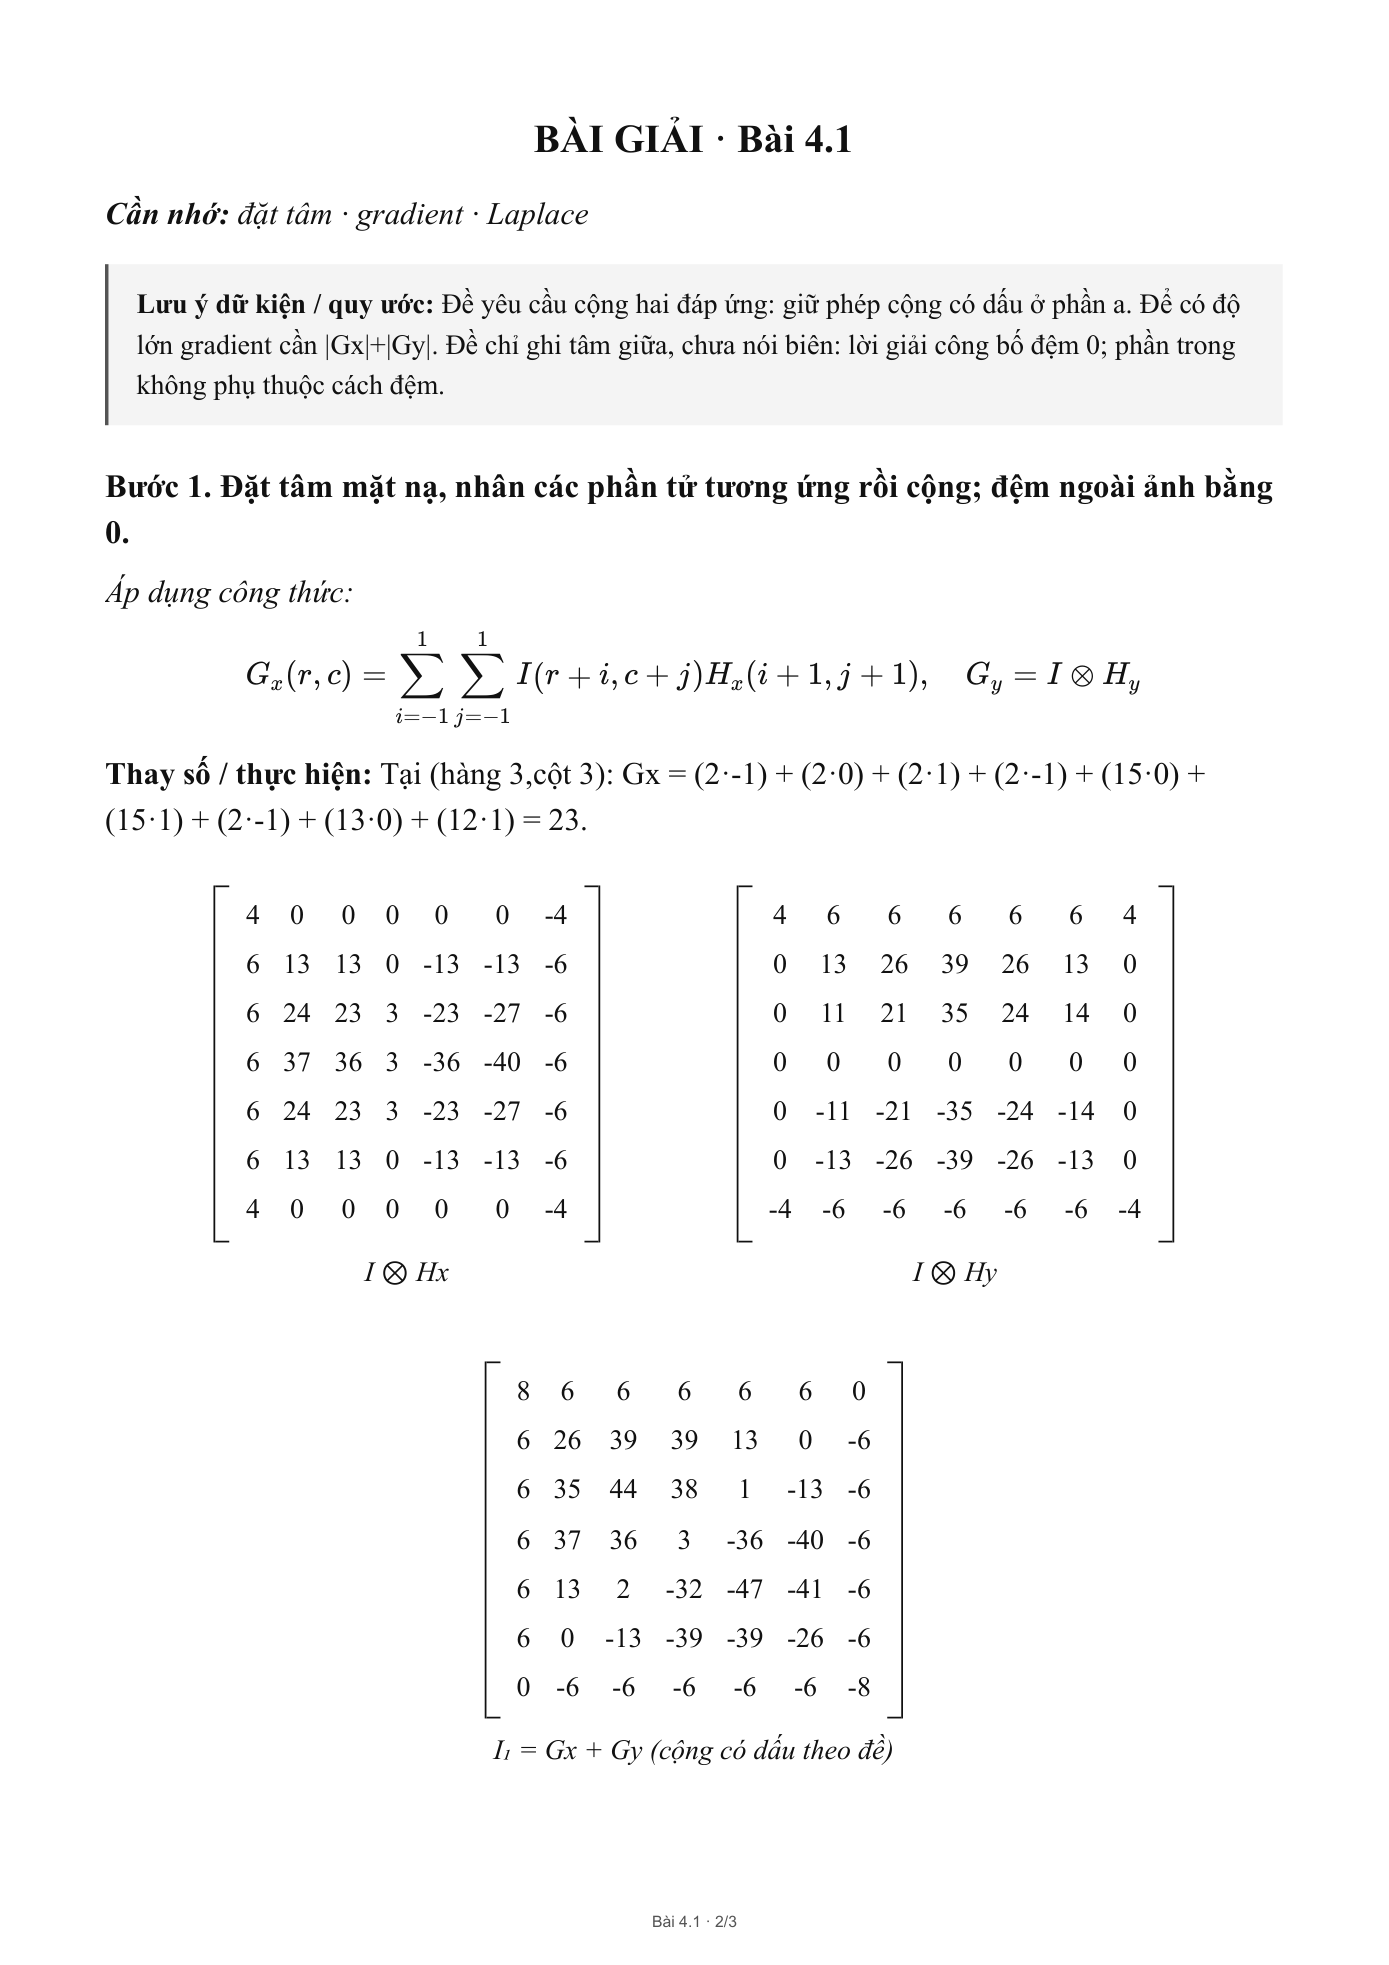 BÀI GIẢI · Bài 4.1
Cần nhớ: đặt tâm · gradient · Laplace
Lưu ý dữ kiện / quy ước: Đề yêu cầu cộng hai đáp ứng: giữ phép cộng có dấu ở phần a. Để có độ
lớn gradient cần |Gx|+|Gy|. Đề chỉ ghi tâm giữa, chưa nói biên: lời giải công bố đệm 0; phần trong
không phụ thuộc cách đệm.
Bước 1. Đặt tâm mặt nạ, nhân các phần tử tương ứng rồi cộng; đệm ngoài ảnh bằng
0.
Áp dụng công thức:
G_x(r, c) = ∑_{i=−1}^{1} ∑_{j=−1}^{1} I(r + i, c + j)H_x(i + 1, j + 1), G_y = I ⊗ H_y
Thay số / thực hiện: Tại (hàng 3,cột 3): Gx = (2·-1) + (2·0) + (2·1) + (2·-1) + (15·0) +
(15·1) + (2·-1) + (13·0) + (12·1) = 23.
4 0 0 0 0 0 -4
6 13 13 0 -13 -13 -6
6 24 23 3 -23 -27 -6
6 37 36 3 -36 -40 -6
6 24 23 3 -23 -27 -6
6 13 13 0 -13 -13 -6
4 0 0 0 0 0 -4
I ⊗ Hx
4 6 6 6 6 6 4
0 13 26 39 26 13 0
0 11 21 35 24 14 0
0 0 0 0 0 0 0
0 -11 -21 -35 -24 -14 0
0 -13 -26 -39 -26 -13 0
-4 -6 -6 -6 -6 -6 -4
I ⊗ Hy
8 6 6 6 6 6 0
6 26 39 39 13 0 -6
6 35 44 38 1 -13 -6
6 37 36 3 -36 -40 -6
6 13 2 -32 -47 -41 -6
6 0 -13 -39 -39 -26 -6
0 -6 -6 -6 -6 -6 -8
I₁ = Gx + Gy (cộng có dấu theo đề)
Bài 4.1 · 2/3